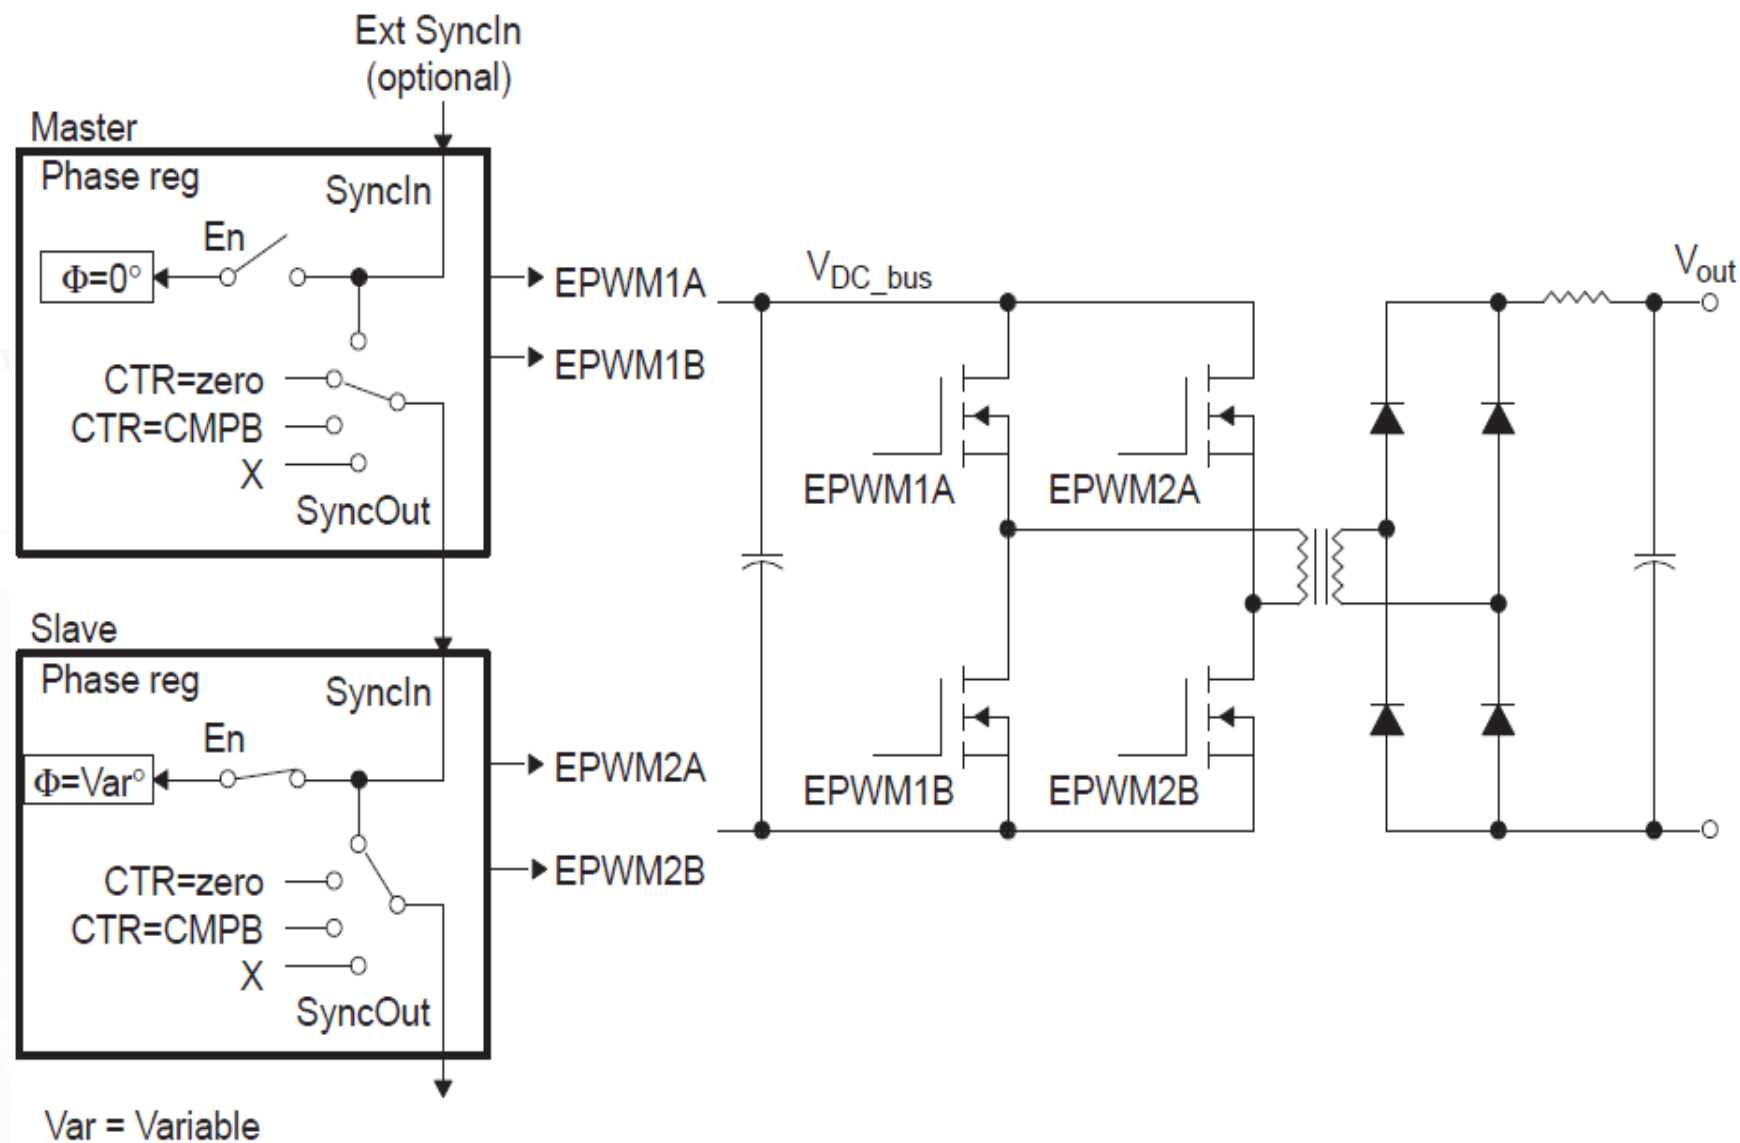 Ext SyncIn
(optional)
Master
Phase reg
SyncIn
En
Φ=0°
CTR=zero
CTR=CMPB
X
SyncOut
EPWM1A
EPWM1B
Slave
Phase reg
SyncIn
En
Φ=Var°
CTR=zero
CTR=CMPB
X
SyncOut
EPWM2A
EPWM2B
Var = Variable
VDC_bus
Vout
EPWM1A
EPWM2A
EPWM1B
EPWM2B